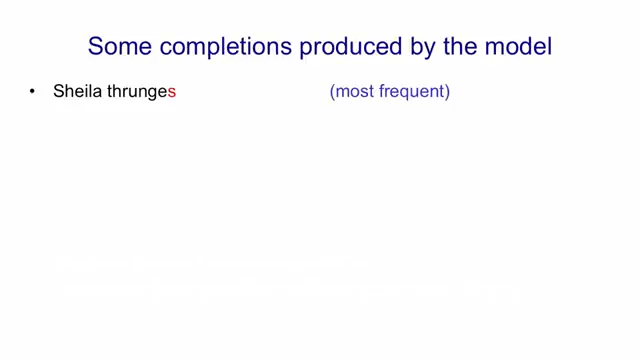 Some completions produced by the model
• Sheila thrunges (most frequent)